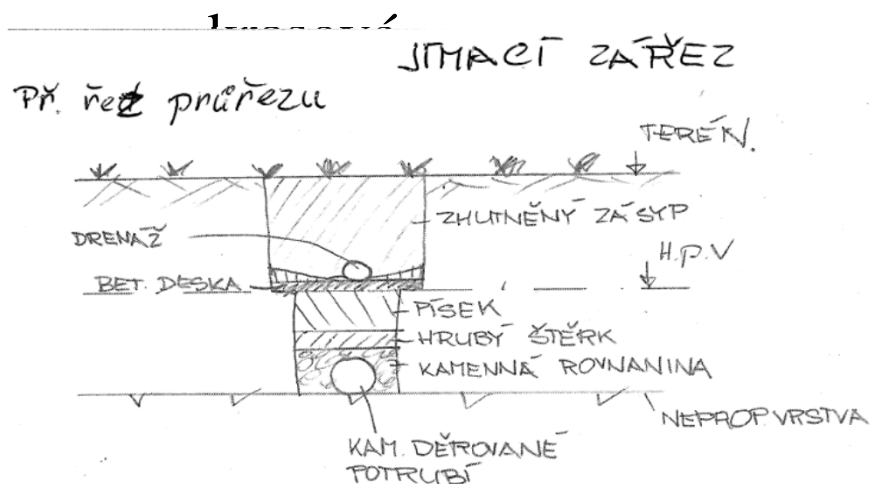 JÍMACÍ ZÁŘEZ
Př. řez průřezu
TERÉN.
ZHUTNĚNÝ ZÁSYP
DRENÁŽ
H.P.V
BET. DESKA
PÍSEK
HRUBÝ ŠTĚRK
KAMENNÁ ROVNANINA
NEPROP. VRSTVA
KAM. DĚROVANÉ
POTRUBÍ